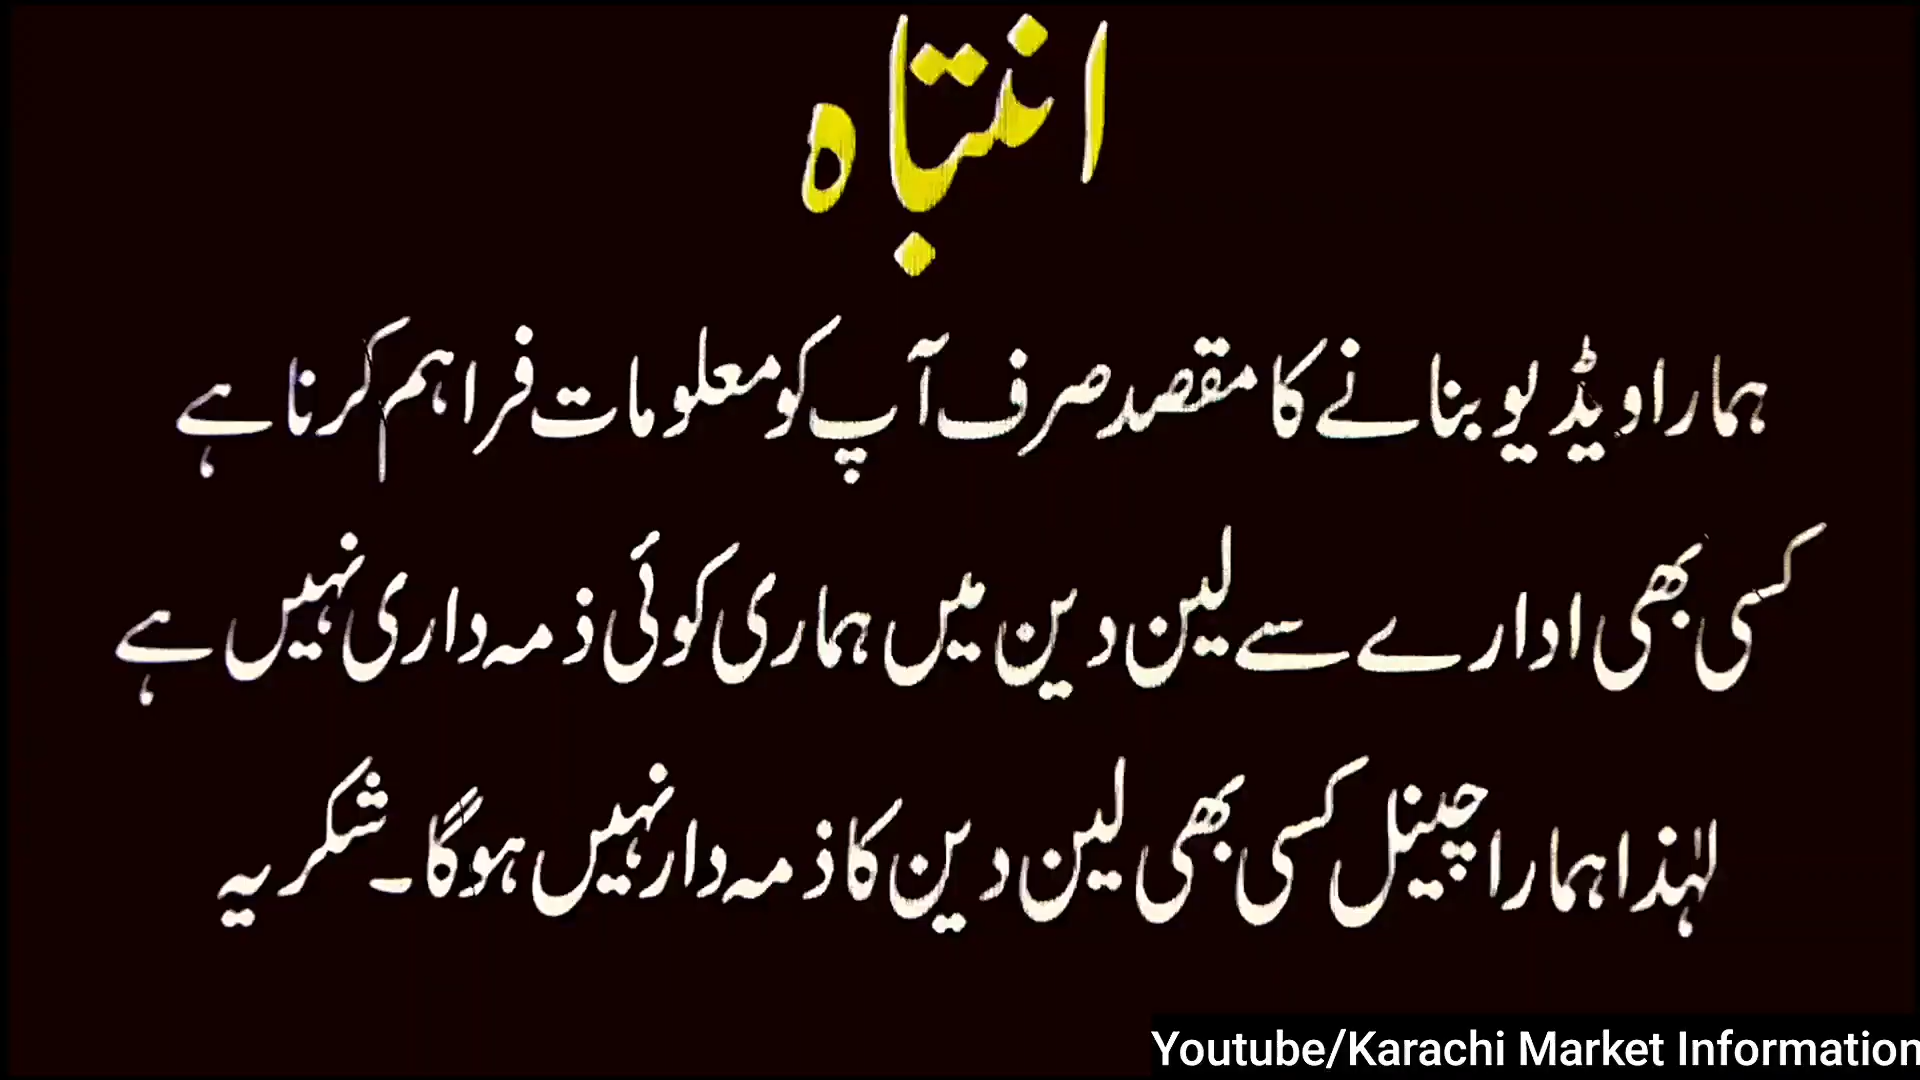 انتباہ
ہمارا ویڈیو بنانے کا مقصد صرف آپ کو معلومات فراہم کرنا ہے
کسی بھی ادارے سے لین دین میں ہماری کوئی ذمہ داری نہیں ہے
لہٰذا ہمارا چینل کسی بھی لین دین کا ذمہ دار نہیں ہوگا۔ شکریہ
Youtube/Karachi Market Information